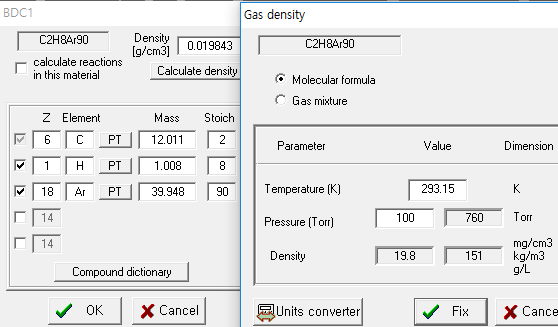 BDC1
C2H8Ar90
Density
[g/cm3]
0.019843
calculate reactions
in this material
Calculate density
Z Element Mass Stoich
6 C PT 12.011 2
1 H PT 1.008 8
18 Ar PT 39.948 90
14
14
Compound dictionary
OK Cancel
Gas density
C2H8Ar90
Molecular formula
Gas mixture
Parameter Value Dimension
Temperature (K) 293.15 K
Pressure (Torr) 100 760 Torr
Density 19.8 151
mg/cm3
kg/m3
g/L
Units converter Fix Cance